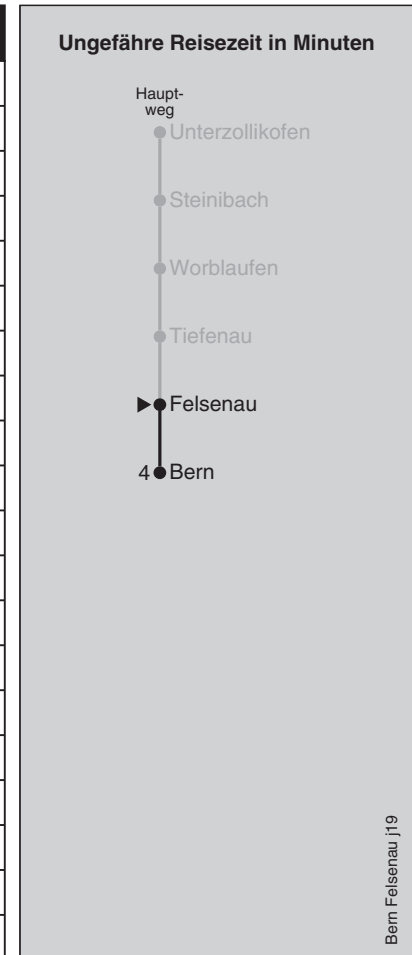 Ungefähre Reisezeit in Minuten
Haupt-
weg
Unterzollikofen
Steinibach
Worblaufen
Tiefenau
Felsenau
4 Bern
Bern Felsenau j19